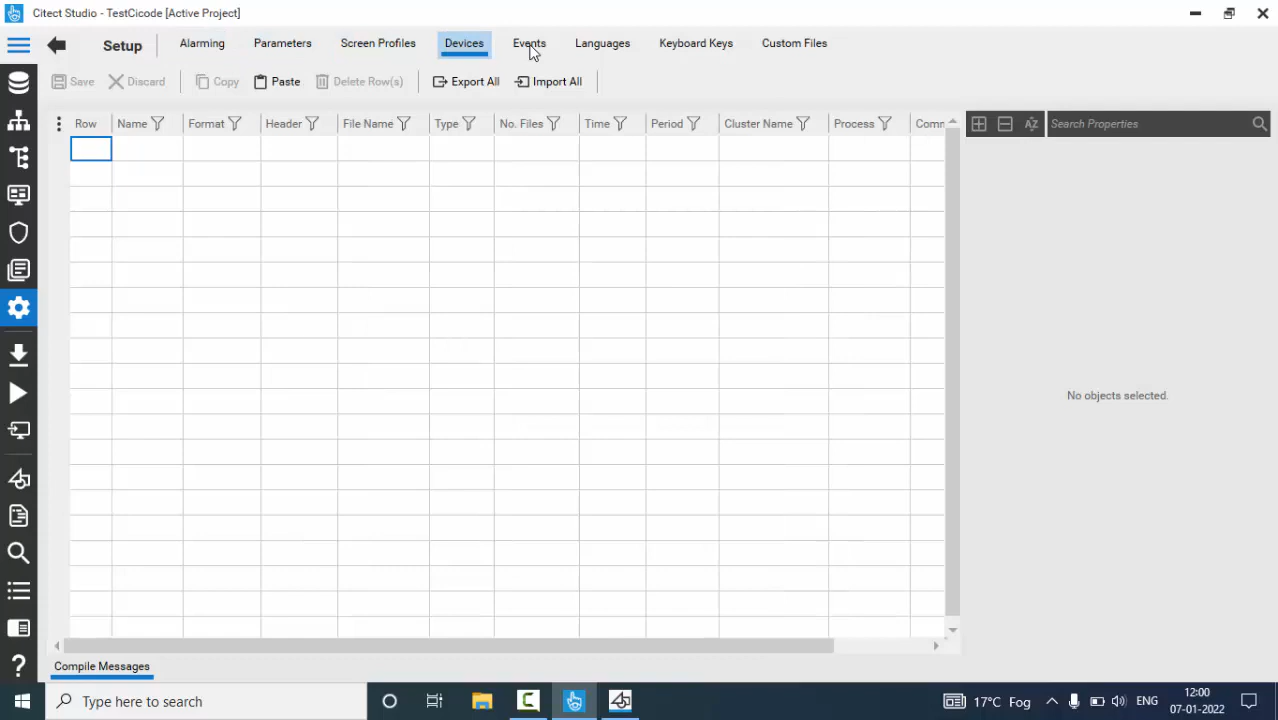 Citect Studio - TestCicode [Active Project]
Setup Alarming Parameters Screen Profiles Devices Events Languages Keyboard Keys Custom Files
Save Discard Copy Paste Delete Row(s) Export All Import All
Row Name Format Header File Name Type No. Files Time Period Cluster Name Process Comm
Search Properties
No objects selected.
Compile Messages
Type here to search
17°C Fog
ENG
12:00
07-01-2022